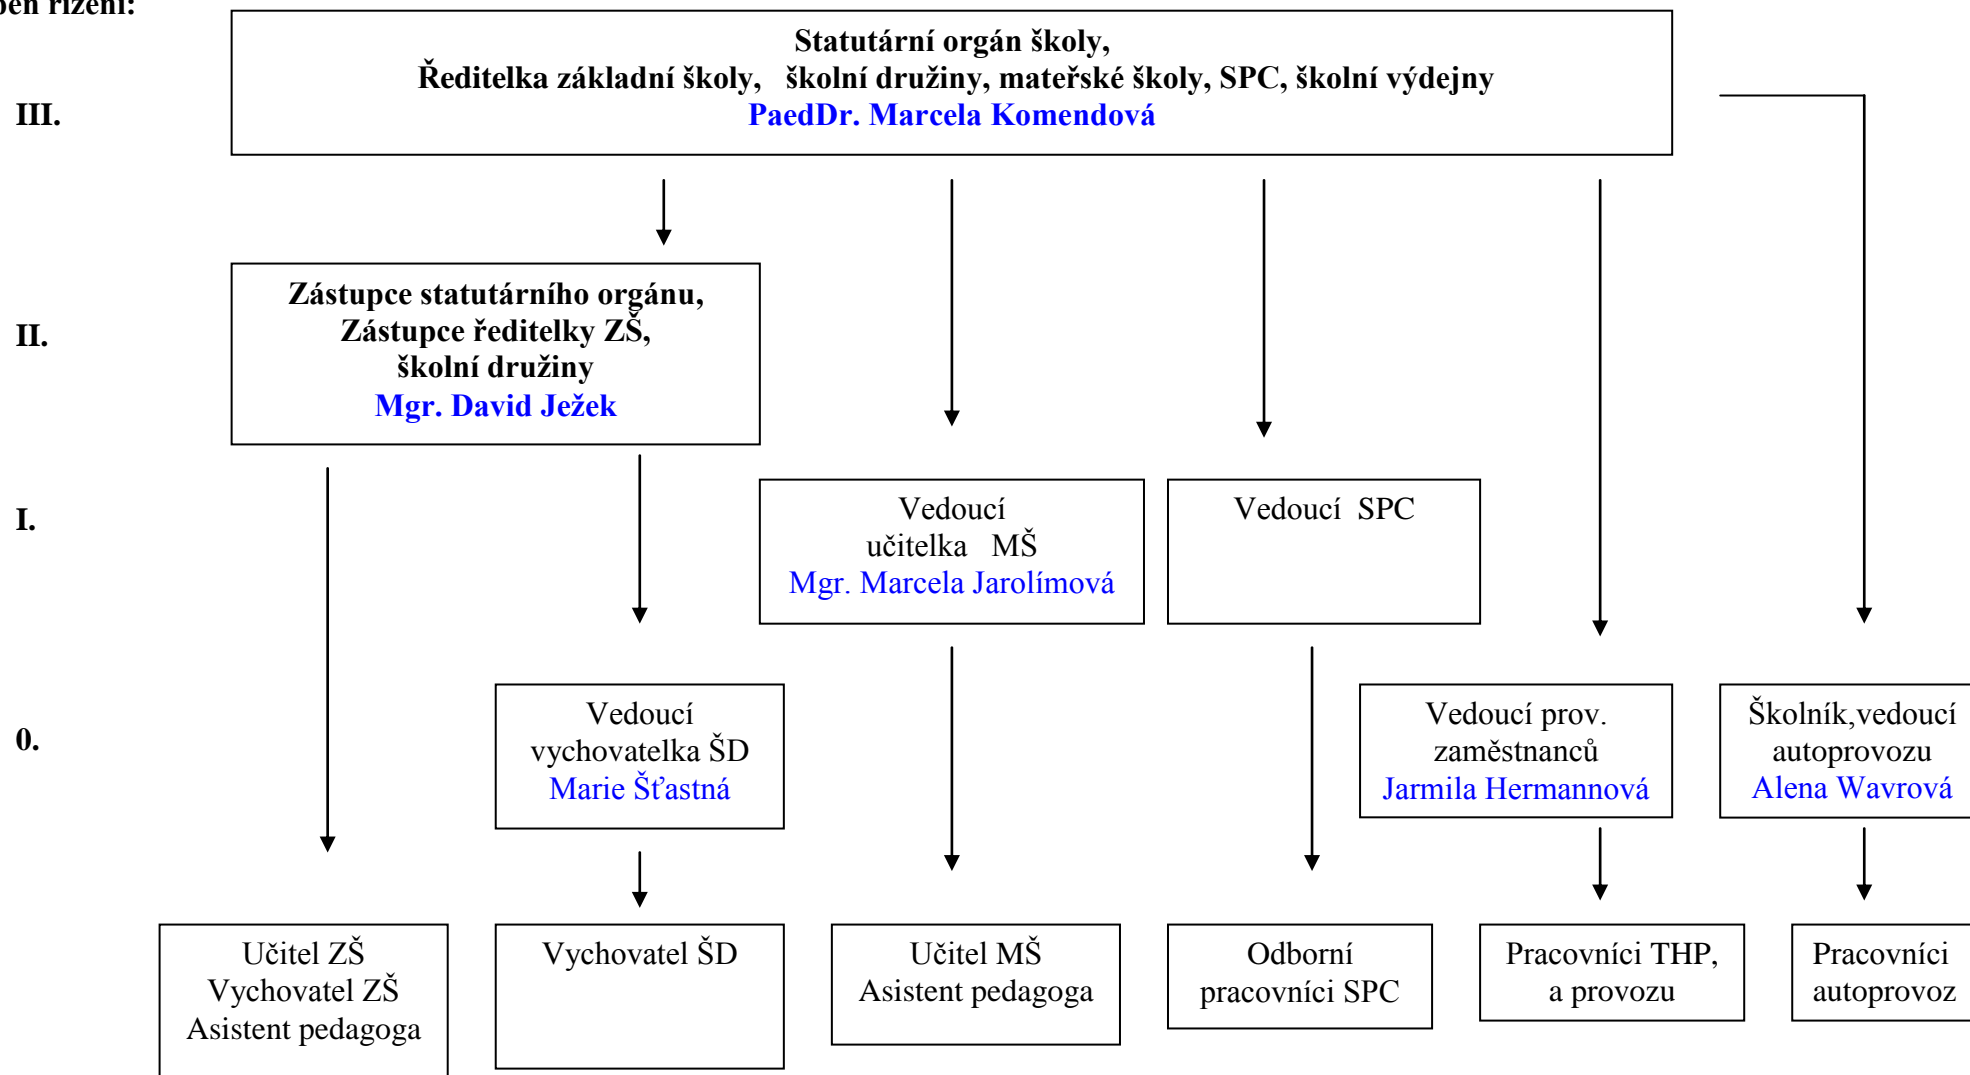 řízení:
Statutární orgán školy,
Ředitelka základní školy, školní družiny, mateřské školy, SPC, školní výdejny
PaedDr. Marcela Komendová
III.
Zástupce statutárního orgánu,
Zástupce ředitelky ZŠ,
školní družiny
Mgr. David Ježek
II.
I.
Vedoucí
učitelka MŠ
Mgr. Marcela Jarolímová
Vedoucí SPC
0.
Vedoucí
vychovatelka ŠD
Marie Šťastná
Vedoucí prov.
zaměstnanců
Jarmila Hermannová
Školník,vedoucí
autoprovozu
Alena Wavrová
Učitel ZŠ
Vychovatel ZŠ
Asistent pedagoga
Vychovatel ŠD
Učitel MŠ
Asistent pedagoga
Odborní
pracovníci SPC
Pracovníci THP,
a provozu
Pracovníci
autoprovoz